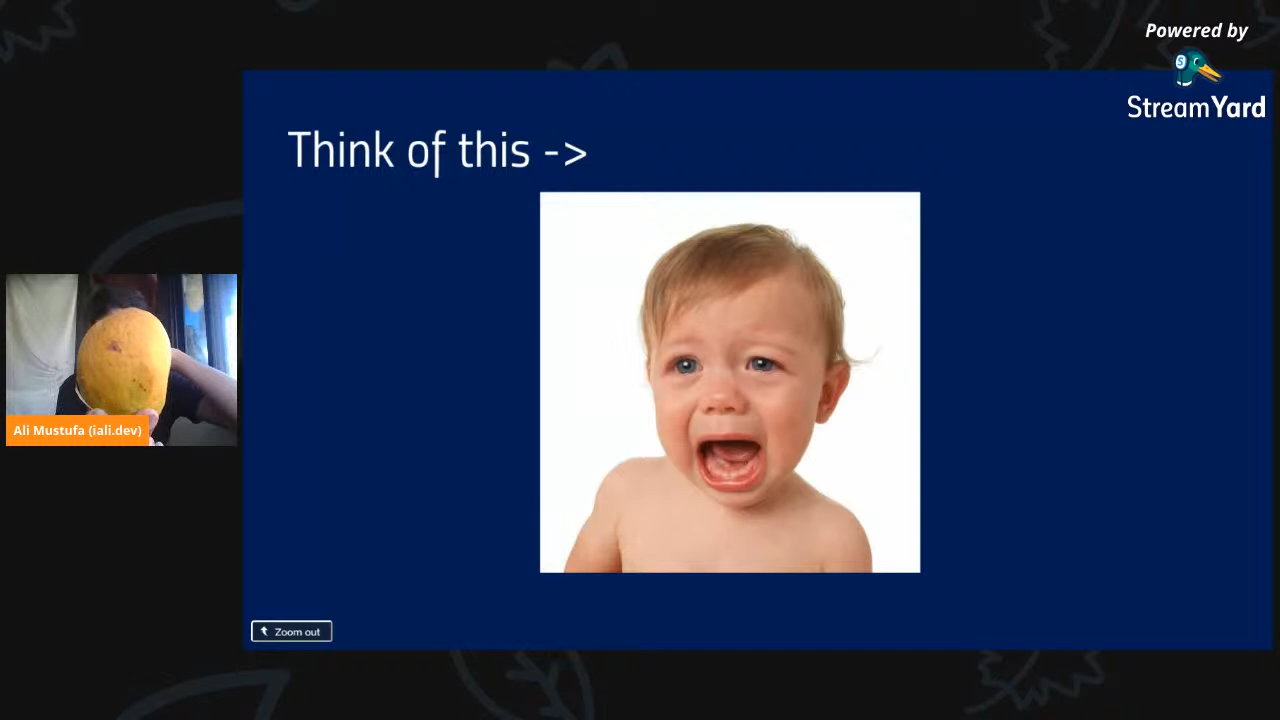 Powered by
StreamYard
Think of this ->
Ali Mustufa (iali.dev)
Zoom out